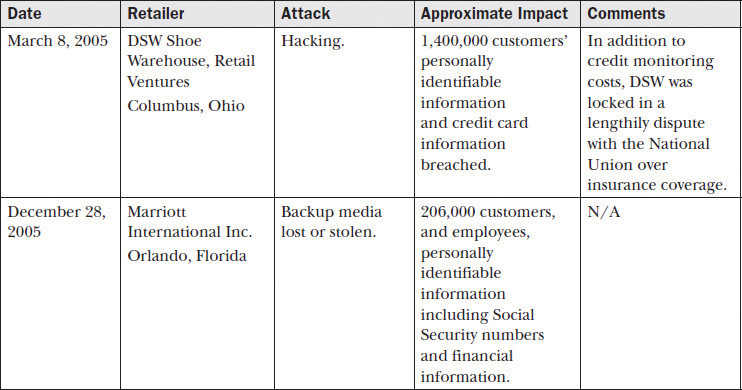 Date Retailer Attack Approximate Impact Comments
March 8, 2005
DSW Shoe
Warehouse, Retail
Ventures
Columbus, Ohio
Hacking.
1,400,000 customers’
personally
identifiable
information
and credit card
information
breached.
In addition to
credit monitoring
costs, DSW was
locked in a
lengthily dispute
with the National
Union over
insurance coverage.
December 28,
2005
Marriott
International Inc.
Orlando, Florida
Backup media
lost or stolen.
206,000 customers,
and employees,
personally
identifiable
information
including Social
Security numbers
and financial
information.
N/A